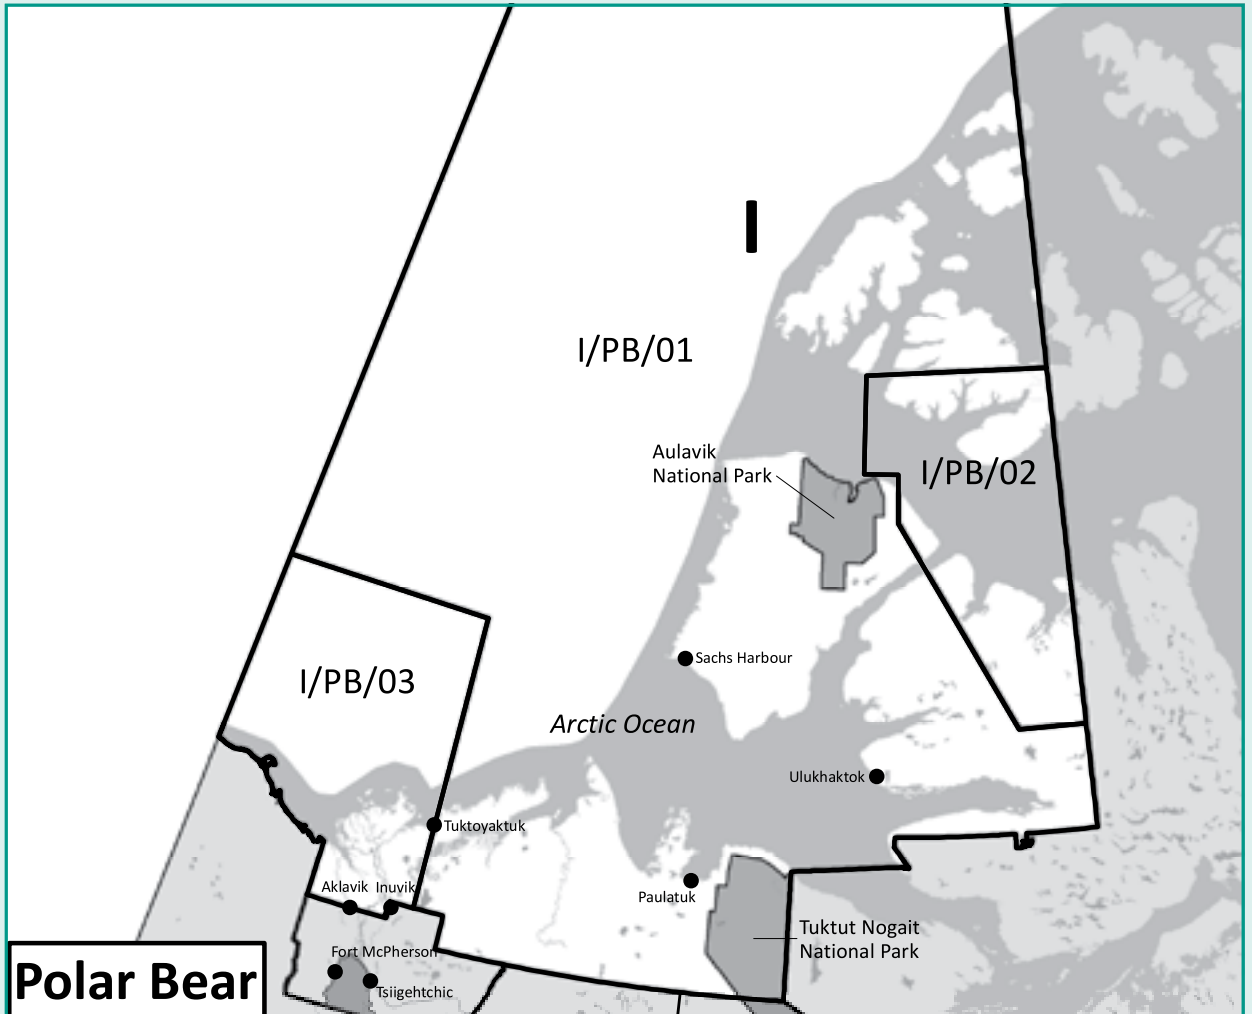 I
I/PB/01
Aulavik
National Park
I/PB/02
Sachs Harbour
I/PB/03
Arctic Ocean
Ulukhaktok
Tuktoyaktuk
Aklavik
Inuvik
Paulatuk
Tuktut Nogait
National Park
Fort McPherson
Tsiigehtchic
Polar Bear